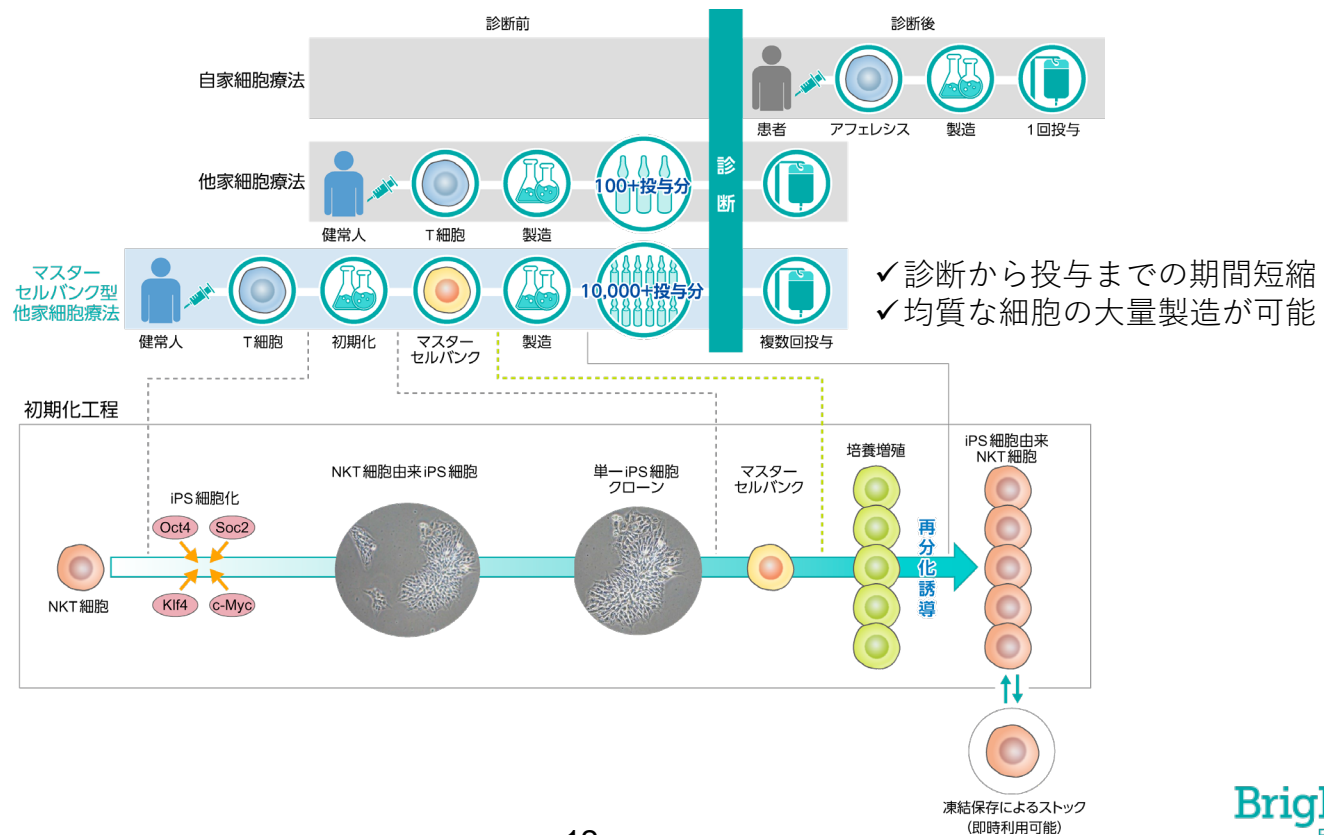 診断前
診断後
自家細胞療法
患者
アフェレシス
製造
1回投与
診
断
他家細胞療法
100+投与分
健常人
T細胞
製造
マスター
セルバンク型
他家細胞療法
10,000+投与分
健常人
T細胞
初期化
マスター
セルバンク
製造
複数回投与
✓診断から投与までの期間短縮
✓均質な細胞の大量製造が可能
初期化工程
NKT細胞
iPS細胞化
Oct4
Soc2
Klf4
c-Myc
NKT細胞由来iPS細胞
単一iPS細胞
クローン
マスター
セルバンク
培養増殖
再
分
化
誘
導
iPS細胞由来
NKT細胞
凍結保存によるストック
(即時利用可能)